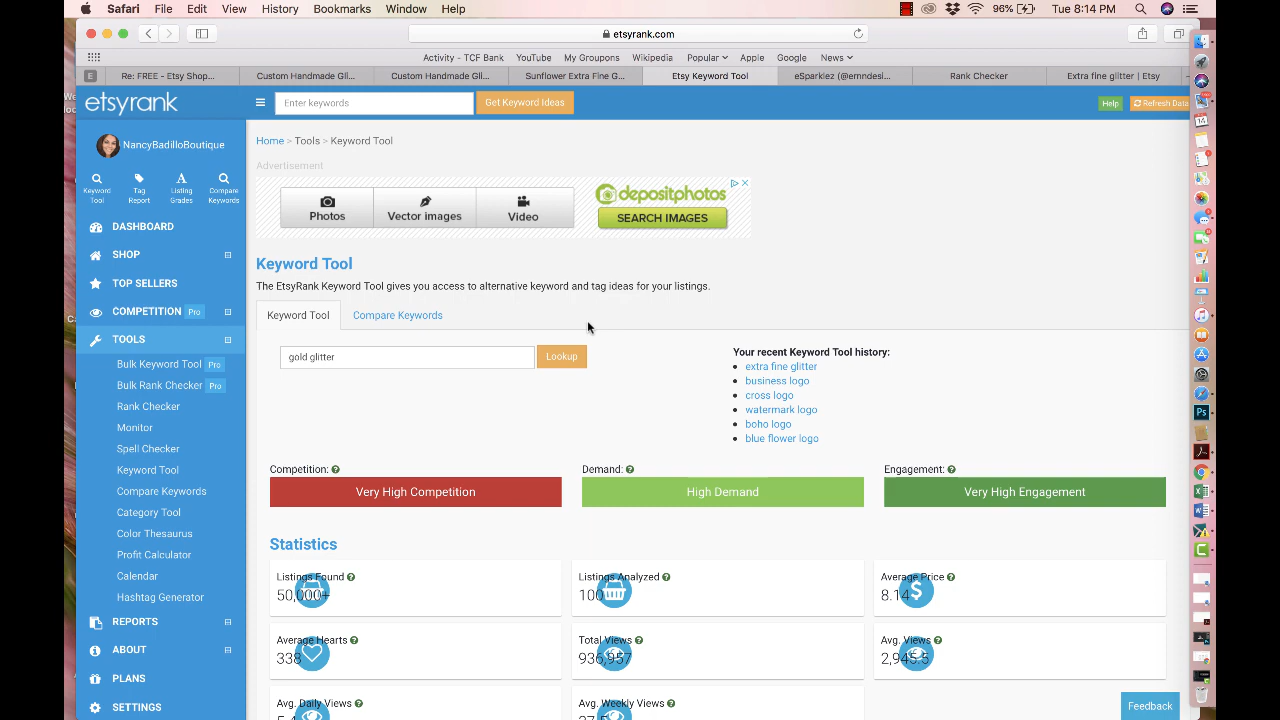 Safari File Edit View History Bookmarks Window Help 96% Tue 8:14 PM
etsyrank.com
Activity - TCF Bank YouTube My Groups Wikipedia Popular Apple Google News
E Re: FREE - Etsy Shop... Custom Handmade Gli... Custom Handmade Gli... Sunflower Extra Fine G... Etsy Keyword Tool eSparklez (@erndesi... Rank Checker Extra fine glitter | Etsy
etsyrank Enter keywords Get Keyword Ideas Help Refresh Data
NancyBadilloBoutique
Keyword Tool
Tag Report
Listing Grades
Compare Keywords
DASHBOARD
SHOP
TOP SELLERS
COMPETITION Pro
TOOLS
Bulk Keyword Tool Pro
Bulk Rank Checker Pro
Rank Checker
Monitor
Spell Checker
Keyword Tool
Compare Keywords
Category Tool
Color Thesaurus
Profit Calculator
Calendar
Hashtag Generator
REPORTS
ABOUT
PLANS
SETTINGS
Home > Tools > Keyword Tool
Advertisement
Photos Vector images Video
depositphotos
SEARCH IMAGES
Keyword Tool
The EtsyRank Keyword Tool gives you access to alternative keyword and tag ideas for your listings.
Keyword Tool Compare Keywords
gold glitter Lookup
Your recent Keyword Tool history:
extra fine glitter
business logo
cross logo
watermark logo
boho logo
blue flower logo
Competition: Demand: Engagement:
Very High Competition High Demand Very High Engagement
Statistics
Listings Found Listings Analyzed Average Price
50,000+ 100 8.14
Average Hearts Total Views Avg. Views
338 936,957
Avg. Daily Views Avg. Weekly Views
Feedback